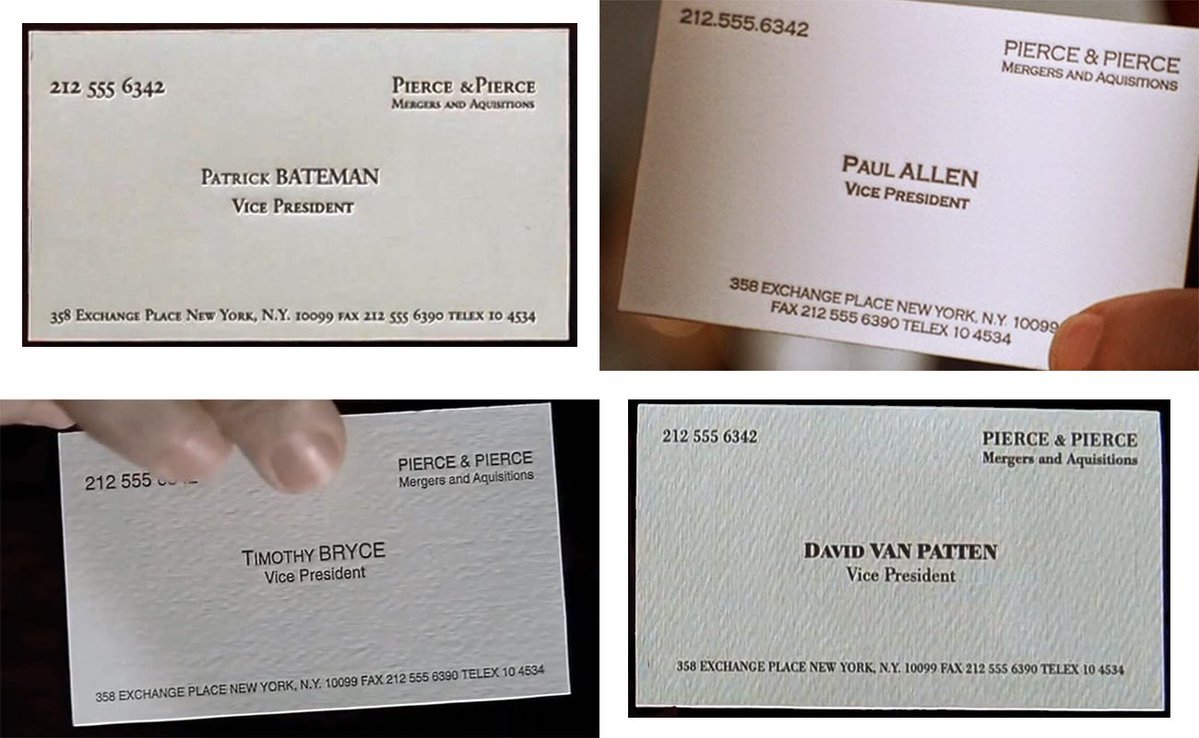 212 555 6342
PIERCE &PIERCE
MERGERS AND AQUISITIONS
PATRICK BATEMAN
VICE PRESIDENT
358 EXCHANGE PLACE NEW YORK, N.Y. 10099 FAX 212 555 6390 TELEX 10 4534
212.555.6342
PIERCE & PIERCE
MERGERS AND AQUISITIONS
PAUL ALLEN
VICE PRESIDENT
358 EXCHANGE PLACE NEW YORK, N.Y. 10099
FAX 212 555 6390 TELEX 10 4534
212 555
PIERCE & PIERCE
Mergers and Aquisitions
TIMOTHY BRYCE
Vice President
358 EXCHANGE PLACE NEW YORK, N.Y. 10099 FAX 212 555 6390 TELEX 10 4534
212 555 6342
PIERCE & PIERCE
Mergers and Aquisitions
DAVID VAN PATTEN
Vice President
358 EXCHANGE PLACE NEW YORK, N.Y. 10099 FAX 212 555 6390 TELEX 10 4534